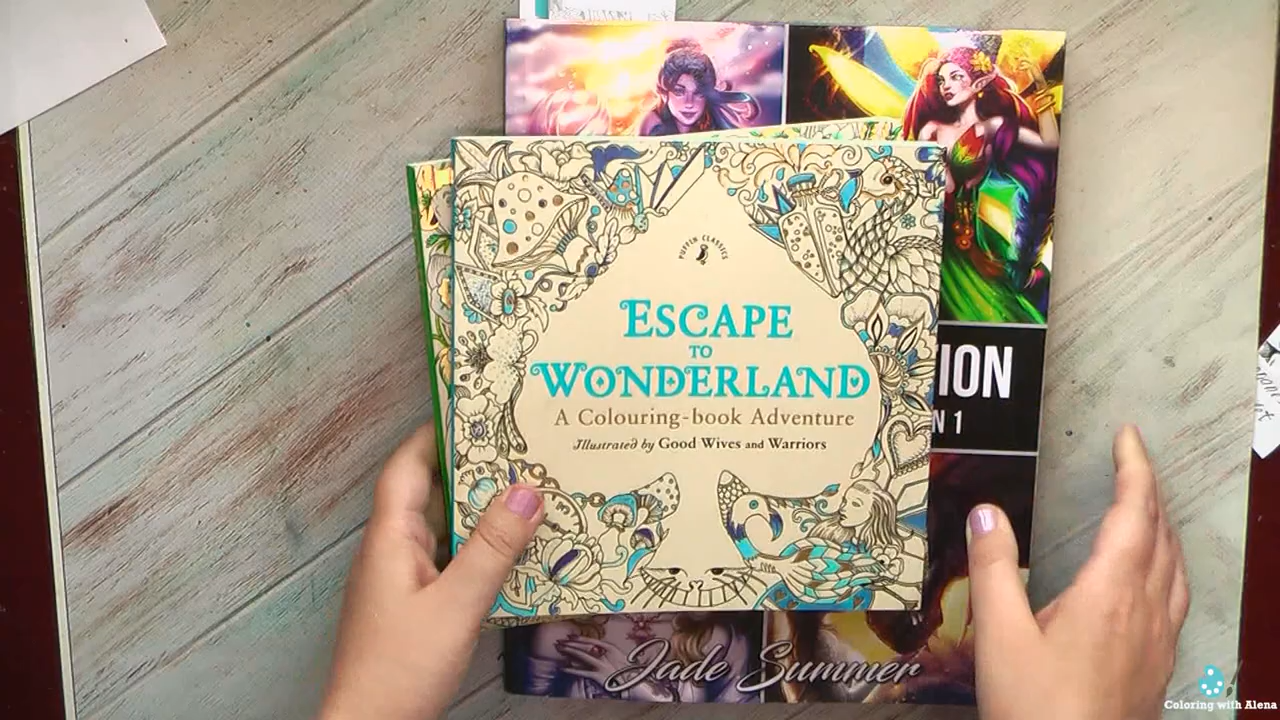 PUFFIN CLASSICS
ESCAPE
TO
WONDERLAND
A Colouring-book Adventure
Illustrated by Good Wives and Warriors
ION
N 1
Jade Summer
Coloring with Alena